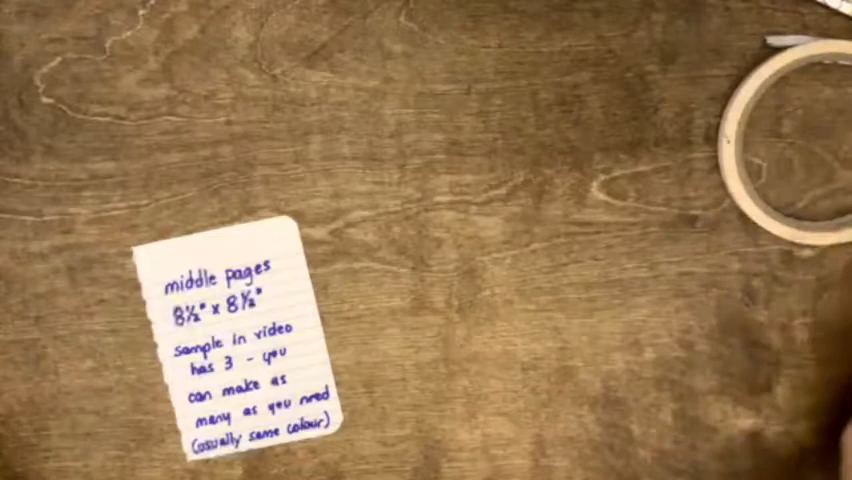 middle pages
8½" x 8½"
sample in video
has 3 - you
can make as
many as you need
(usually same colour)